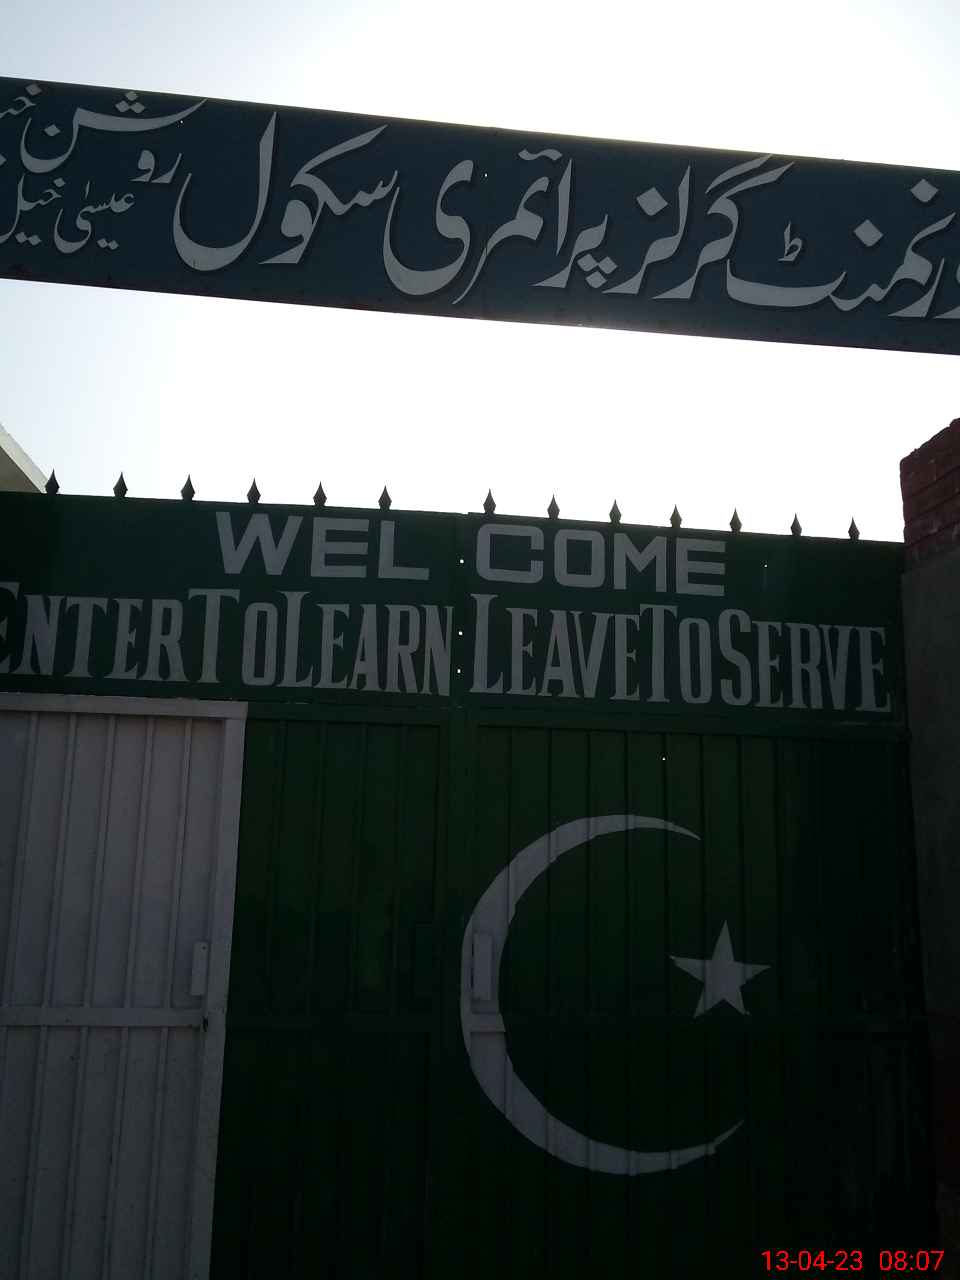 ورنمنٹ گرلز پرائمری سکول روشن
عیسیٰ خیل
WEL COME
ENTER TO LEARN LEAVE TO SERVE
13-04-23 08:07